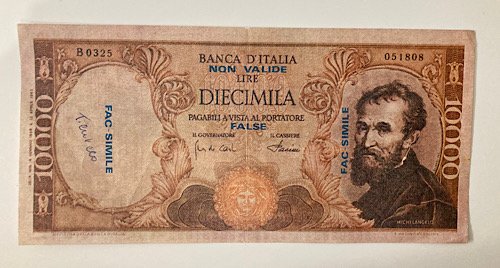 B0325
051808
BANCA D'ITALIA
NON VALIDE
LIRE
DIECIMILA
PAGABILI A VISTA AL PORTATORE
FALSE
IL GOVERNATORE
IL CASSIERE
10000
FAC-SIMILE
FAC-SIMILE
10000
MICHELANGELO